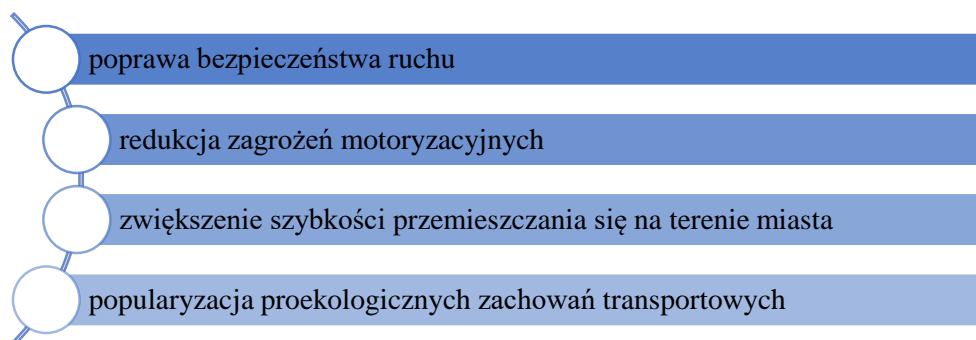 poprawa bezpieczeństwa ruchu
redukcja zagrożeń motoryzacyjnych
zwiększenie szybkości przemieszczania się na terenie miasta
popularyzacja proekologicznych zachowań transportowych